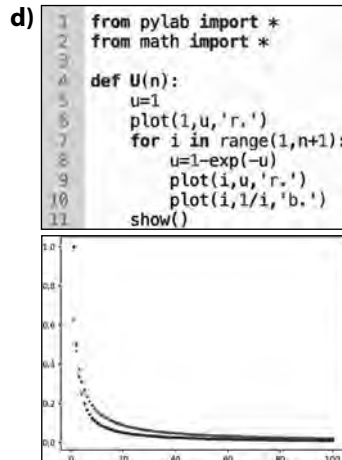 d)
1 from pylab import *
2 from math import *
3
4 def U(n):
5 u=1
6 plot(1,u,'r.')
7 for i in range(1,n+1):
8 u=1-exp(-u)
9 plot(i,u,'r.')
10 plot(i,1/i,'b.')
11 show()
1.0
0.8
0.6
0.4
0.2
0.0
0 20 40 60 80 100